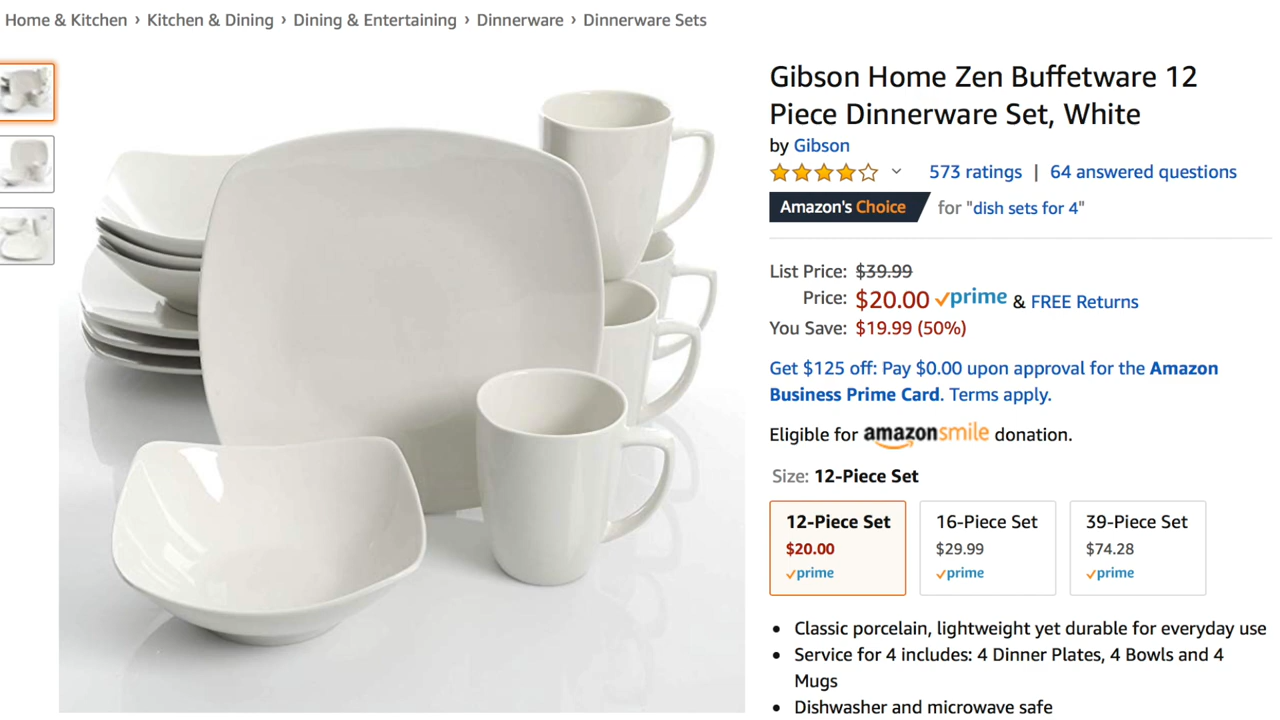 Home & Kitchen › Kitchen & Dining › Dining & Entertaining › Dinnerware › Dinnerware Sets
Gibson Home Zen Buffetware 12
Piece Dinnerware Set, White
by Gibson
573 ratings | 64 answered questions
Amazon's Choice for "dish sets for 4"
List Price: $39.99
Price: $20.00 prime & FREE Returns
You Save: $19.99 (50%)
Get $125 off: Pay $0.00 upon approval for the Amazon
Business Prime Card. Terms apply.
Eligible for amazonsmile donation.
Size: 12-Piece Set
12-Piece Set 16-Piece Set 39-Piece Set
$20.00 $29.99 $74.28
prime prime prime
• Classic porcelain, lightweight yet durable for everyday use
• Service for 4 includes: 4 Dinner Plates, 4 Bowls and 4
Mugs
• Dishwasher and microwave safe